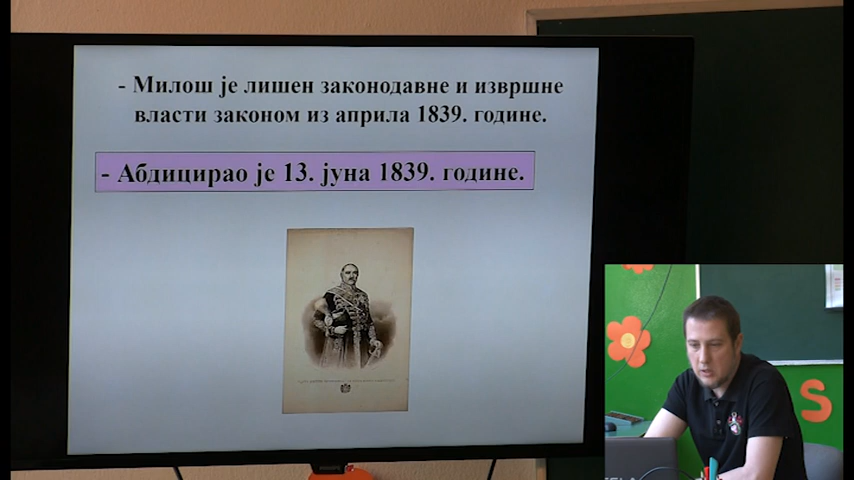 - Милош је лишен законодавне и извршне
власти законом из априла 1839. године.
- Абдицирао је 13. јуна 1839. године.
S